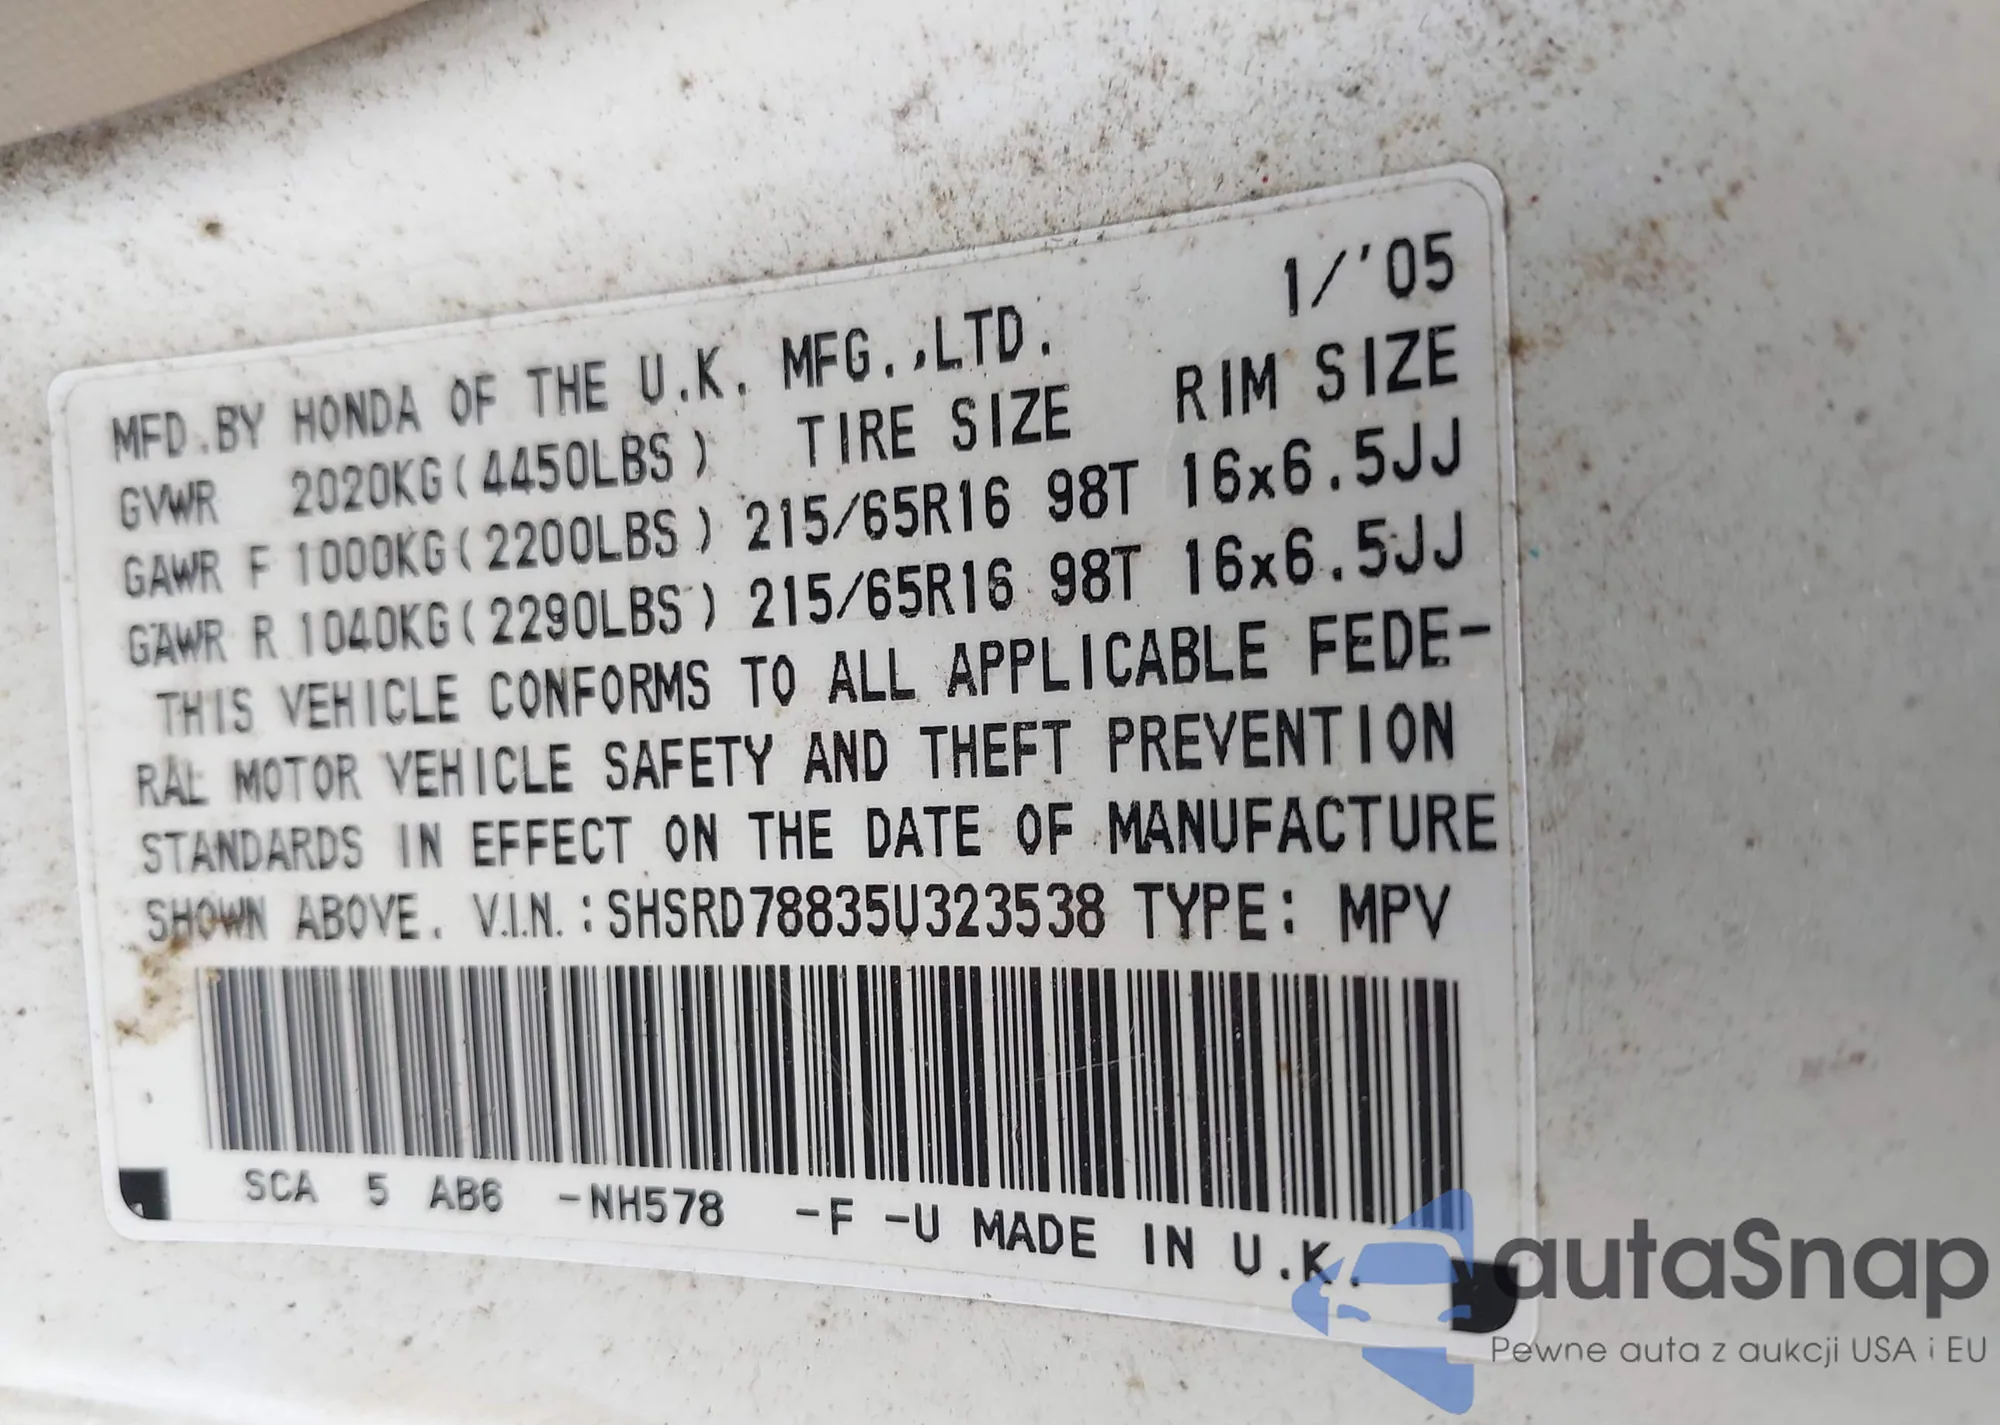 1/'05
MFD.BY HONDA OF THE U.K. MFG.,LTD.
GVWR 2020KG(4450LBS) TIRE SIZE RIM SIZE
GAWR F 1000KG(2200LBS) 215/65R16 98T 16x6.5JJ
GAWR R 1040KG(2290LBS) 215/65R16 98T 16x6.5JJ
THIS VEHICLE CONFORMS TO ALL APPLICABLE FEDE-
RAL MOTOR VEHICLE SAFETY AND THEFT PREVENTION
STANDARDS IN EFFECT ON THE DATE OF MANUFACTURE
SHOWN ABOVE. V.I.N.:SHSRD78835U323538 TYPE: MPV
SCA 5 AB6 -NH578 -F -U MADE IN U.K.
autaSnap
Pewne auta z aukcji USA i EU